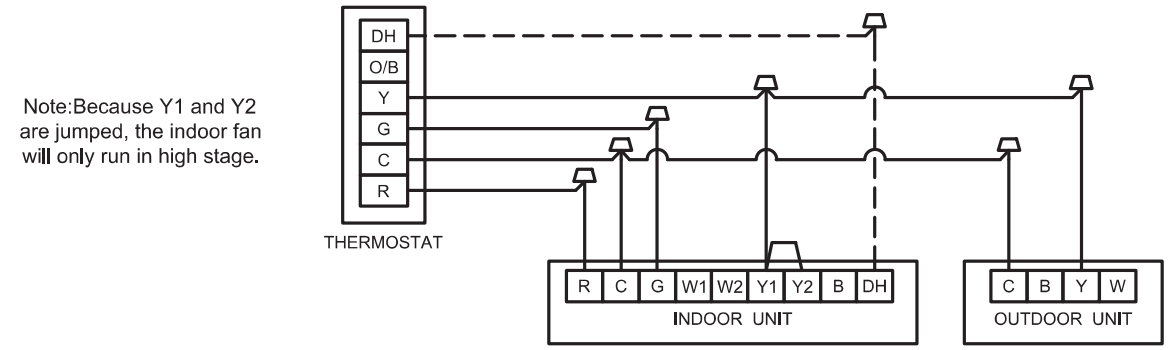 Note:Because Y1 and Y2
are jumped, the indoor fan
will only run in high stage.
DH
O/B
Y
G
C
R
THERMOSTAT
R C G W1 W2 Y1 Y2 B DH
INDOOR UNIT
C B Y W
OUTDOOR UNIT